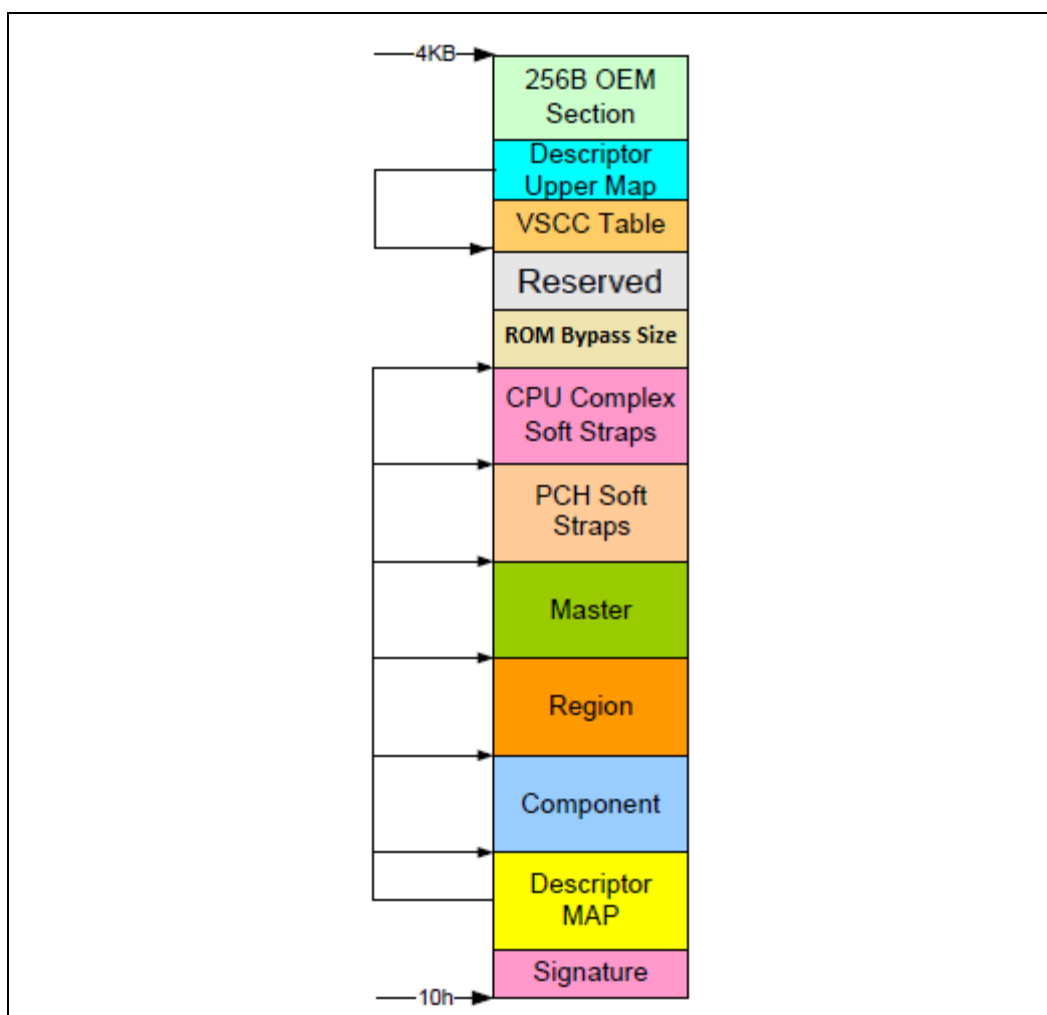 4KB
256B OEM
Section
Descriptor
Upper Map
VSCC Table
Reserved
ROM Bypass Size
CPU Complex
Soft Straps
PCH Soft
Straps
Master
Region
Component
Descriptor
MAP
Signature
10h